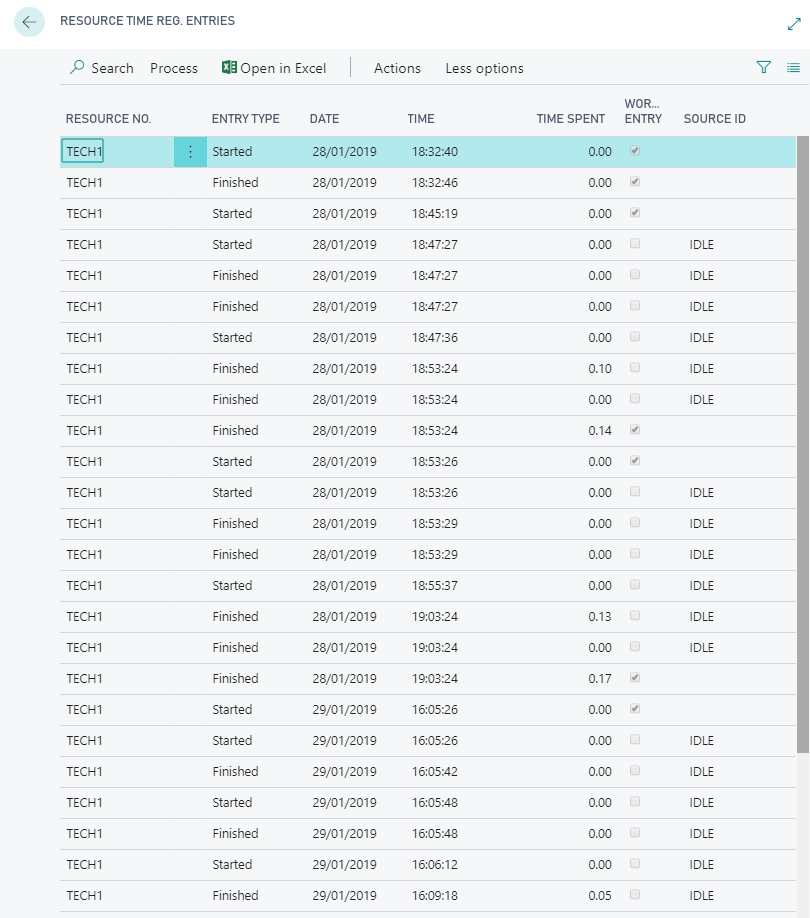 RESOURCE TIME REG. ENTRIES
Search Process Open in Excel Actions Less options
RESOURCE NO. ENTRY TYPE DATE TIME TIME SPENT WOR... ENTRY SOURCE ID
TECH1 Started 28/01/2019 18:32:40 0.00
TECH1 Finished 28/01/2019 18:32:46 0.00
TECH1 Started 28/01/2019 18:45:19 0.00
TECH1 Started 28/01/2019 18:47:27 0.00 IDLE
TECH1 Finished 28/01/2019 18:47:27 0.00 IDLE
TECH1 Finished 28/01/2019 18:47:27 0.00 IDLE
TECH1 Started 28/01/2019 18:47:36 0.00 IDLE
TECH1 Finished 28/01/2019 18:53:24 0.10 IDLE
TECH1 Finished 28/01/2019 18:53:24 0.00 IDLE
TECH1 Finished 28/01/2019 18:53:24 0.14
TECH1 Started 28/01/2019 18:53:26 0.00
TECH1 Started 28/01/2019 18:53:26 0.00 IDLE
TECH1 Finished 28/01/2019 18:53:29 0.00 IDLE
TECH1 Finished 28/01/2019 18:53:29 0.00 IDLE
TECH1 Started 28/01/2019 18:55:37 0.00 IDLE
TECH1 Finished 28/01/2019 19:03:24 0.13 IDLE
TECH1 Finished 28/01/2019 19:03:24 0.00 IDLE
TECH1 Finished 28/01/2019 19:03:24 0.17
TECH1 Started 29/01/2019 16:05:26 0.00
TECH1 Started 29/01/2019 16:05:26 0.00 IDLE
TECH1 Finished 29/01/2019 16:05:42 0.00 IDLE
TECH1 Started 29/01/2019 16:05:48 0.00 IDLE
TECH1 Finished 29/01/2019 16:05:48 0.00 IDLE
TECH1 Started 29/01/2019 16:06:12 0.00 IDLE
TECH1 Finished 29/01/2019 16:09:18 0.05 IDLE